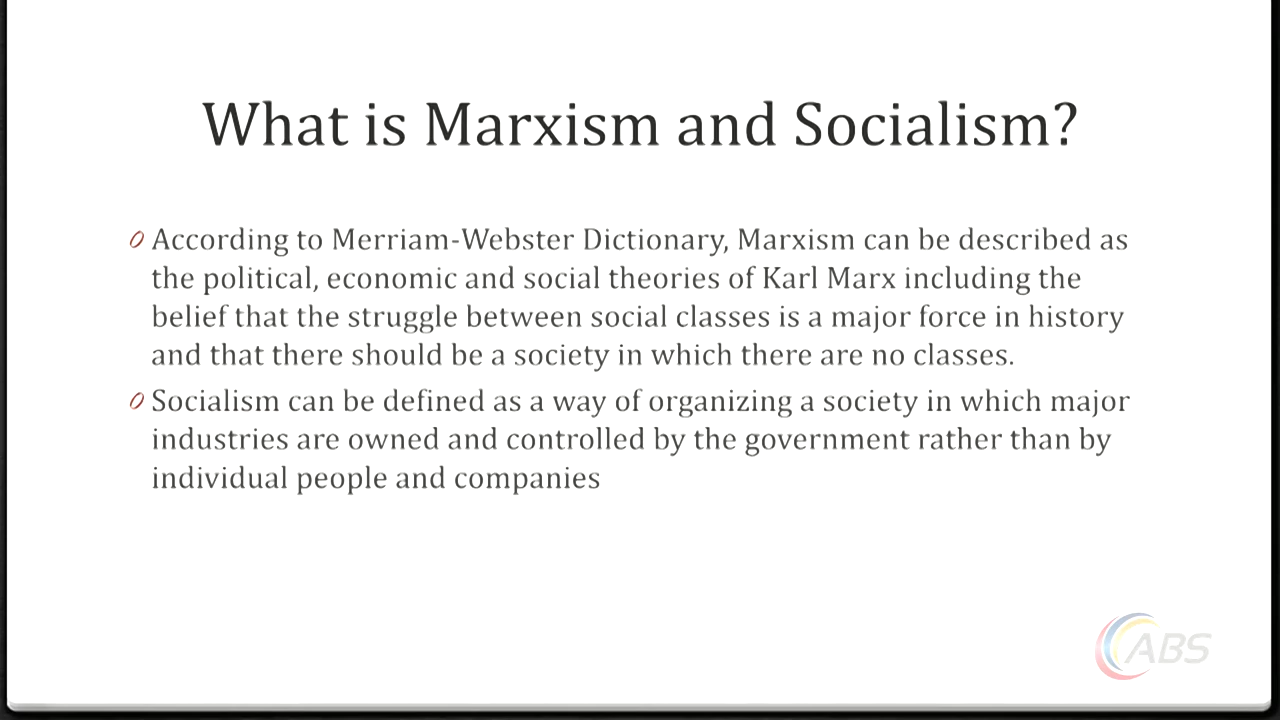 What is Marxism and Socialism?
According to Merriam-Webster Dictionary, Marxism can be described as
the political, economic and social theories of Karl Marx including the
belief that the struggle between social classes is a major force in history
and that there should be a society in which there are no classes.
Socialism can be defined as a way of organizing a society in which major
industries are owned and controlled by the government rather than by
individual people and companies
ABS